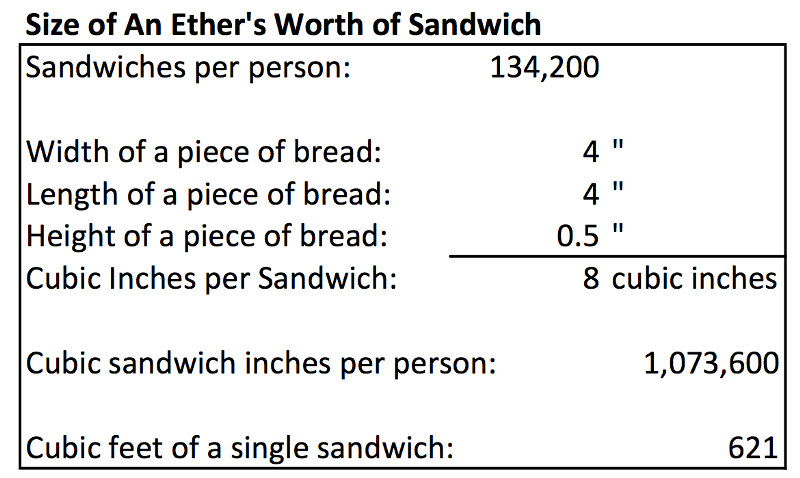 Size of An Ether's Worth of Sandwich
Sandwiches per person: 134,200
Width of a piece of bread: 4 "
Length of a piece of bread: 4 "
Height of a piece of bread: 0.5 "
Cubic Inches per Sandwich: 8 cubic inches
Cubic sandwich inches per person: 1,073,600
Cubic feet of a single sandwich: 621